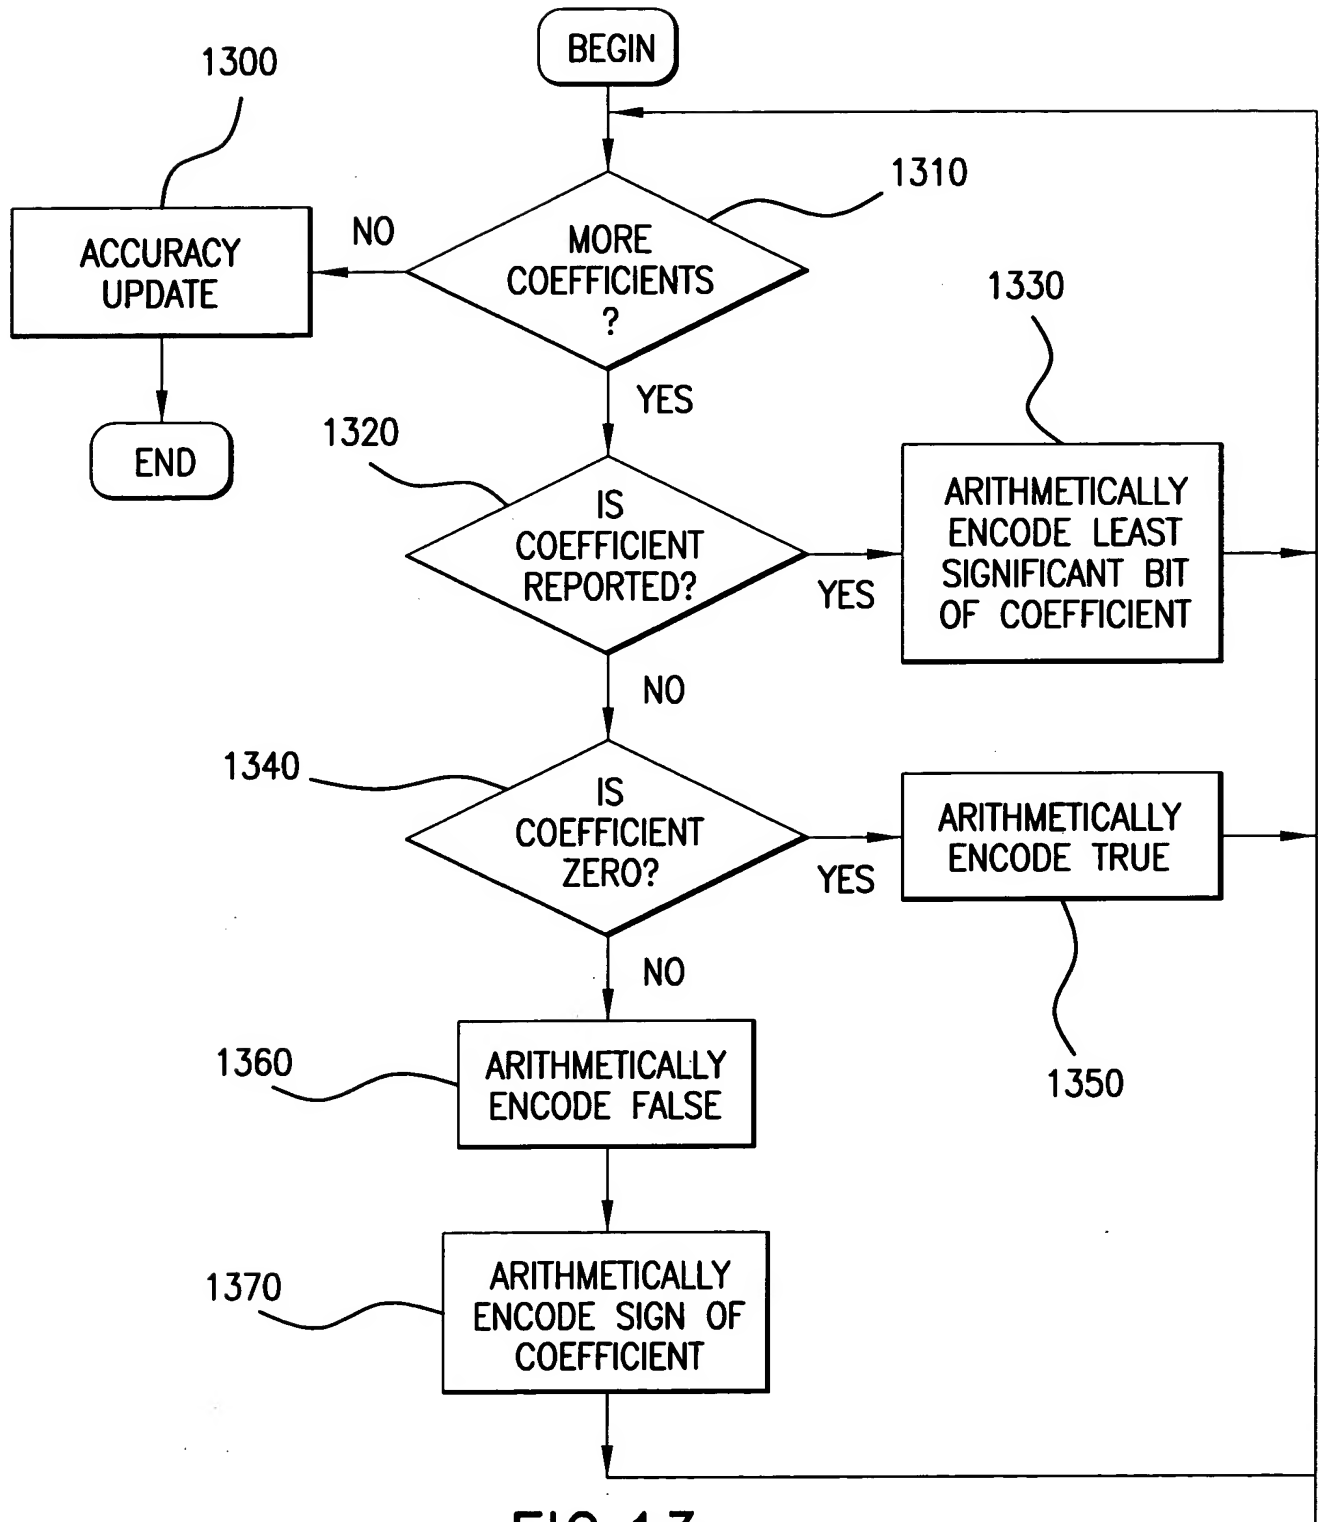 BEGIN
1300
1310
MORE
COEFFICIENTS
?
NO
ACCURACY
UPDATE
YES
1330
END
1320
IS
COEFFICIENT
REPORTED?
YES
ARITHMETICALLY
ENCODE LEAST
SIGNIFICANT BIT
OF COEFFICIENT
NO
1340
IS
COEFFICIENT
ZERO?
YES
ARITHMETICALLY
ENCODE TRUE
NO
1350
1360
ARITHMETICALLY
ENCODE FALSE
1370
ARITHMETICALLY
ENCODE SIGN OF
COEFFICIENT